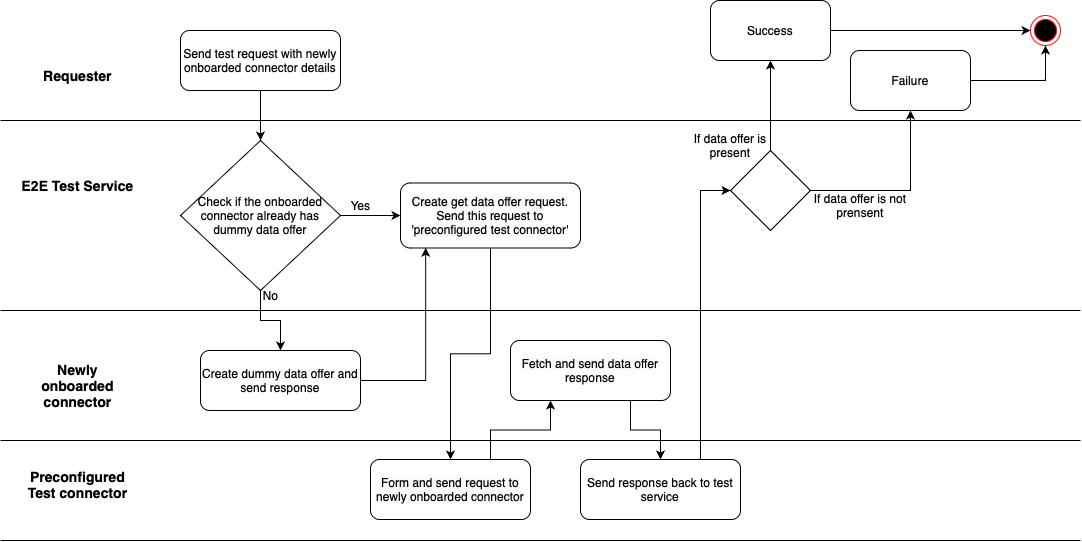 Requester
Send test request with newly
onboarded connector details
Success
Failure
E2E Test Service
Check if the onboarded
connector already has
dummy data offer
Yes
No
Create get data offer request.
Send this request to
'preconfigured test connector'
If data offer is
present
If data offer is not
prensent
Newly
onboarded
connector
Create dummy data offer and
send response
Fetch and send data offer
response
Preconfigured
Test connector
Form and send request to
newly onboarded connector
Send response back to test
service